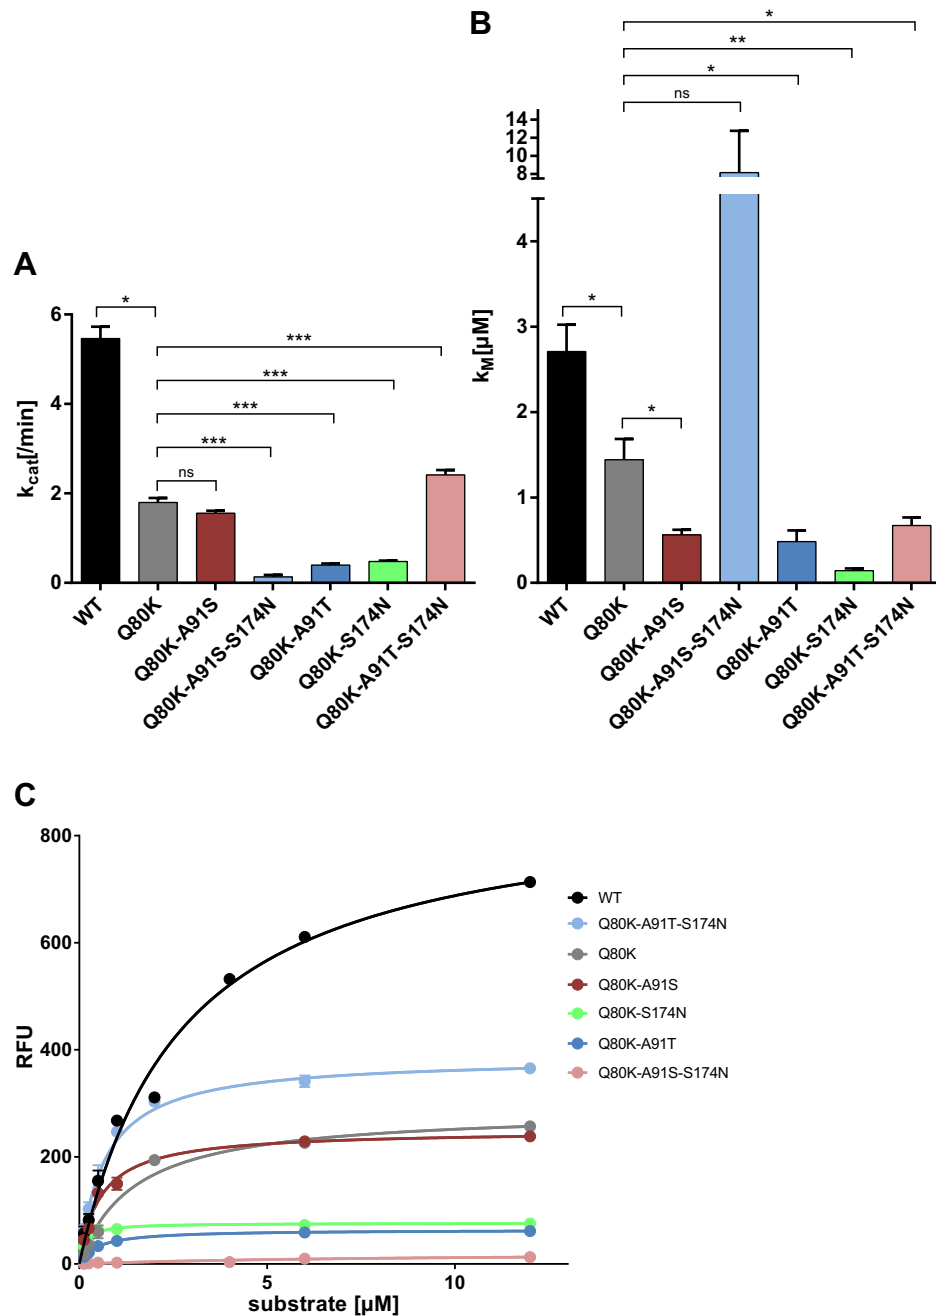 B
*
**
*
ns
14
12
10
8
4
3
2
1
0
k_M[µM]
*
*
WT
Q80K
Q80K-A91S
Q80K-A91S-S174N
Q80K-A91T
Q80K-S174N
Q80K-A91T-S174N
A
6
4
2
0
k_cat[/min]
*
***
***
***
***
ns
WT
Q80K
Q80K-A91S
Q80K-A91S-S174N
Q80K-A91T
Q80K-S174N
Q80K-A91T-S174N
C
800
600
400
200
0
RFU
0 5 10
substrate [µM]
WT
Q80K-A91T-S174N
Q80K
Q80K-A91S
Q80K-S174N
Q80K-A91T
Q80K-A91S-S174N